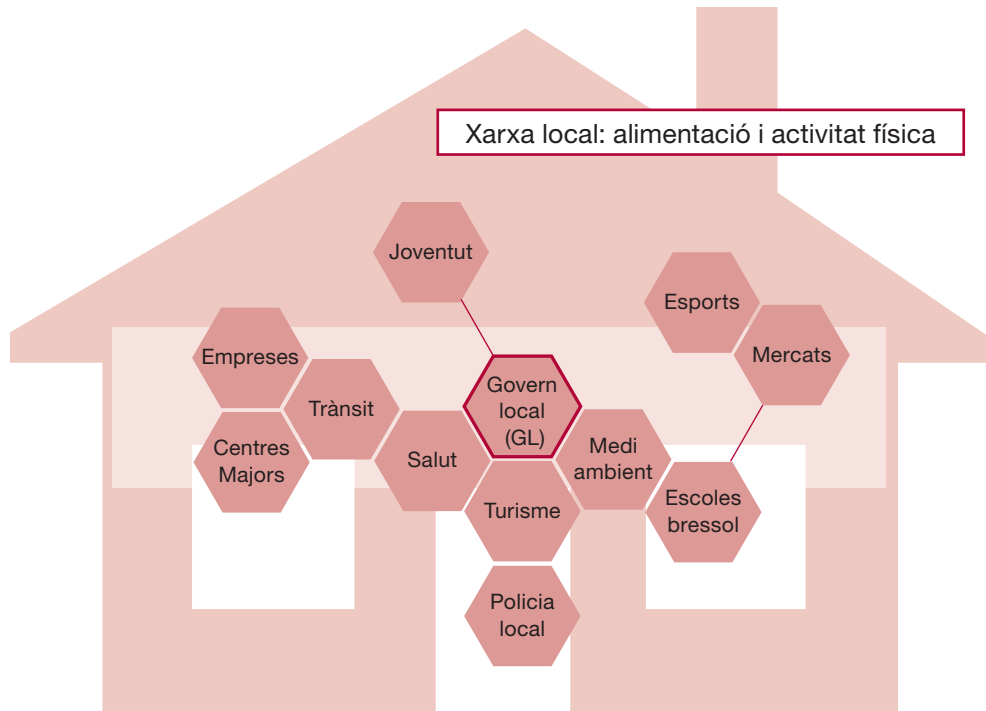 Xarxa local: alimentació i activitat física
Joventut
Esports
Empreses
Mercats
Trànsit
Govern
local
(GL)
Centres
Majors
Salut
Medi
ambient
Turisme
Escoles
bressol
Policia
local